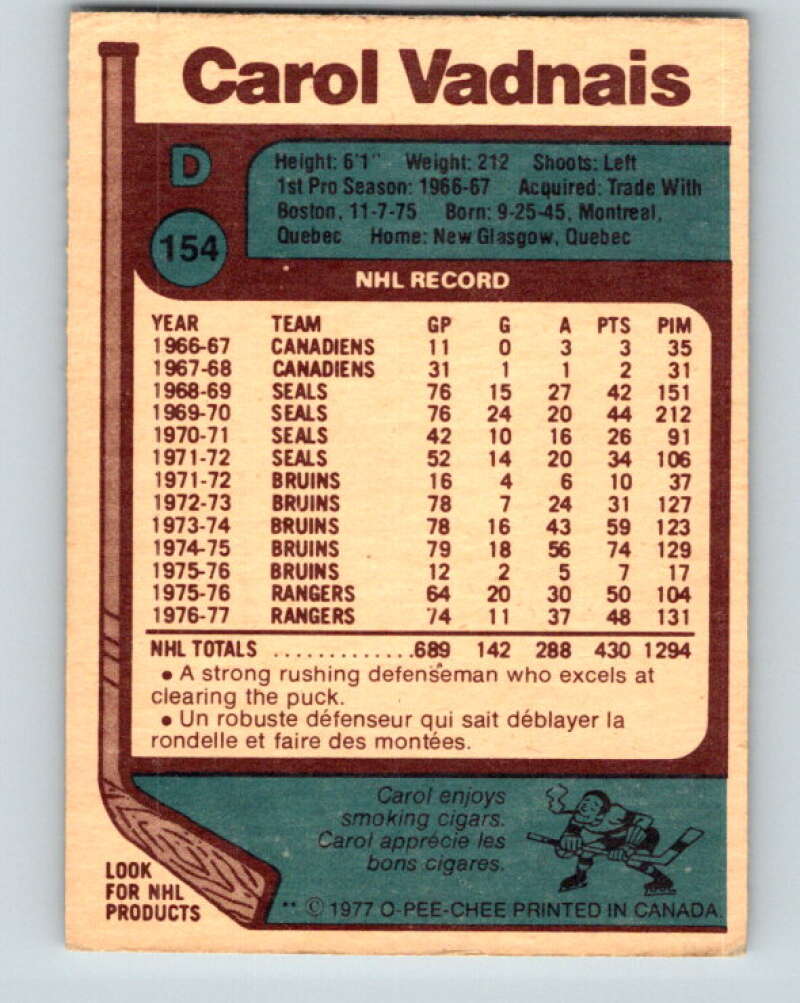 Carol Vadnais
D
Height: 6'1" Weight: 212 Shoots: Left
1st Pro Season: 1966-67 Acquired: Trade With
Boston, 11-7-75 Born: 9-25-45, Montreal,
Quebec Home: New Glasgow, Quebec
154
NHL RECORD
YEAR TEAM GP G A PTS PIM
1966-67 CANADIENS 11 0 3 3 35
1967-68 CANADIENS 31 1 1 2 31
1968-69 SEALS 76 15 27 42 151
1969-70 SEALS 76 24 20 44 212
1970-71 SEALS 42 10 16 26 91
1971-72 SEALS 52 14 20 34 106
1971-72 BRUINS 16 4 6 10 37
1972-73 BRUINS 78 7 24 31 127
1973-74 BRUINS 78 16 43 59 123
1974-75 BRUINS 79 18 56 74 129
1975-76 BRUINS 12 2 5 7 17
1975-76 RANGERS 64 20 30 50 104
1976-77 RANGERS 74 11 37 48 131
NHL TOTALS .............689 142 288 430 1294
• A strong rushing defenseman who excels at
clearing the puck.
• Un robuste défenseur qui sait déblayer la
rondelle et faire des montées.
Carol enjoys
smoking cigars.
Carol apprécie les
bons cigares.
LOOK
FOR NHL
PRODUCTS
** © 1977 O-PEE-CHEE PRINTED IN CANADA